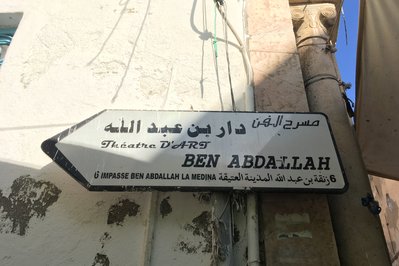 مسرح الفن دار بن عبد الله
Théatre D'ART
BEN ABDALLAH
6 IMPASSE BEN ABDALLAH LA MEDINA 6 زنقة بن عبد الله المدينة العتيقة